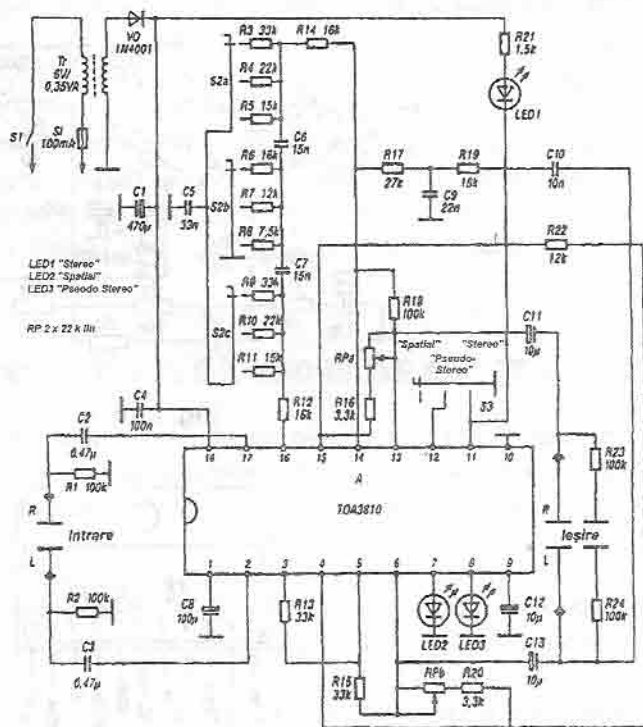 VD
1N4001
Tr
6V/
0,35VA
S1
Si
100mA
R3 33k
R14 16k
S2a
R4 22k
R5 15k
C6
15n
R21
1,5k
LED1
R6 16k
R17
27k
R19
15k
C10
10n
C1
470µ
C5
33n
S2b
R7 12k
C9
22n
R8 7,5k
R22
12k
LED1 "Stereo"
LED2 "Spatial"
LED3 "Pseudo Stereo"
C7
15n
R9 33k
R18
100k
C11
10µ
RP 2 x 22 k lin
S2c
R10 22k
RPa
"Spatial" "Stereo"
"Pseudo-
Stereo"
R11 15k
C4
100n
R12
16k
R16
3,3k
S3
C2
0,47µ
R1 100k
18 17 16 15 14 13 12 11 10
R23
100k
A
TDA3810
R
Intrare
L
R
Ieşire
L
1 2 3 4 5 6 7 8 9
R2 100k
C8
100µ
R13
33k
LED2
LED3
C12
10µ
R24
100k
C3
0,47µ
R15
33k
RPb
R20
3,3k
C13
10µ